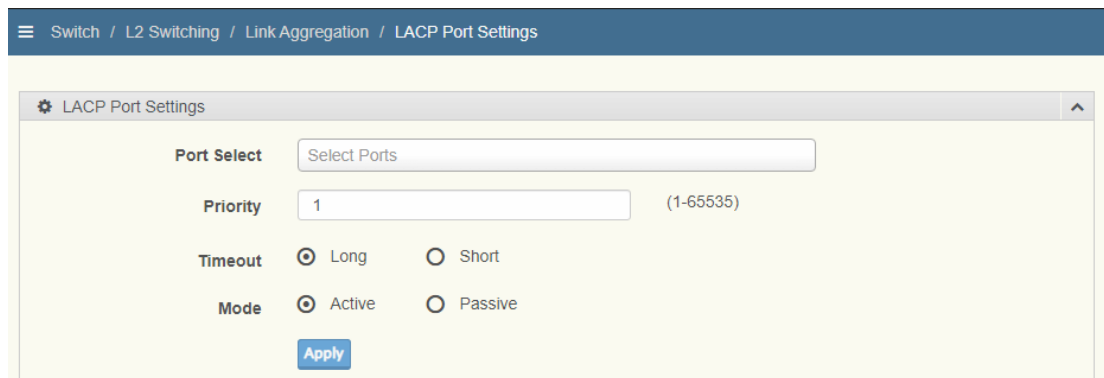 Switch / L2 Switching / Link Aggregation / LACP Port Settings
LACP Port Settings
Port Select Select Ports
Priority 1 (1-65535)
Timeout Long Short
Mode Active Passive
Apply